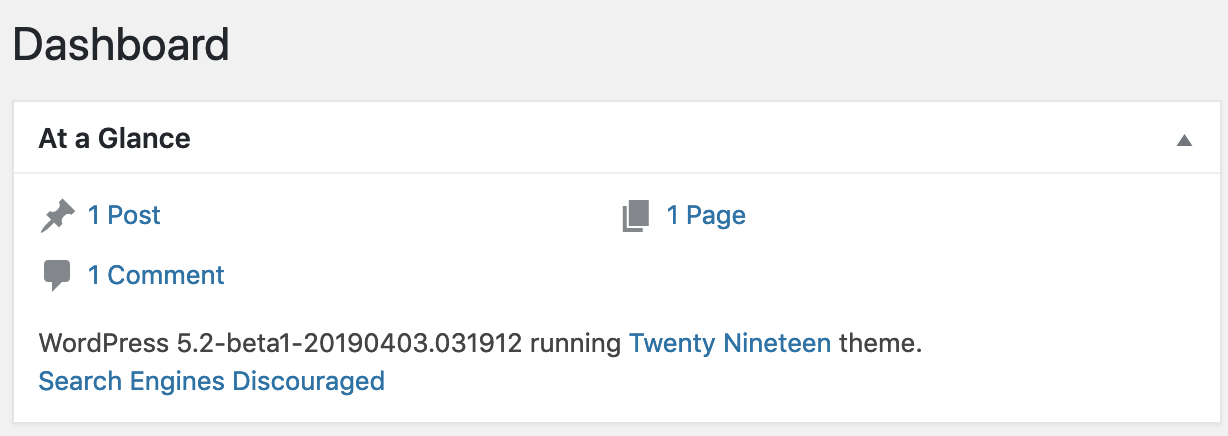 Dashboard
At a Glance
1 Post
1 Page
1 Comment
WordPress 5.2-beta1-20190403.031912 running Twenty Nineteen theme.
Search Engines Discouraged